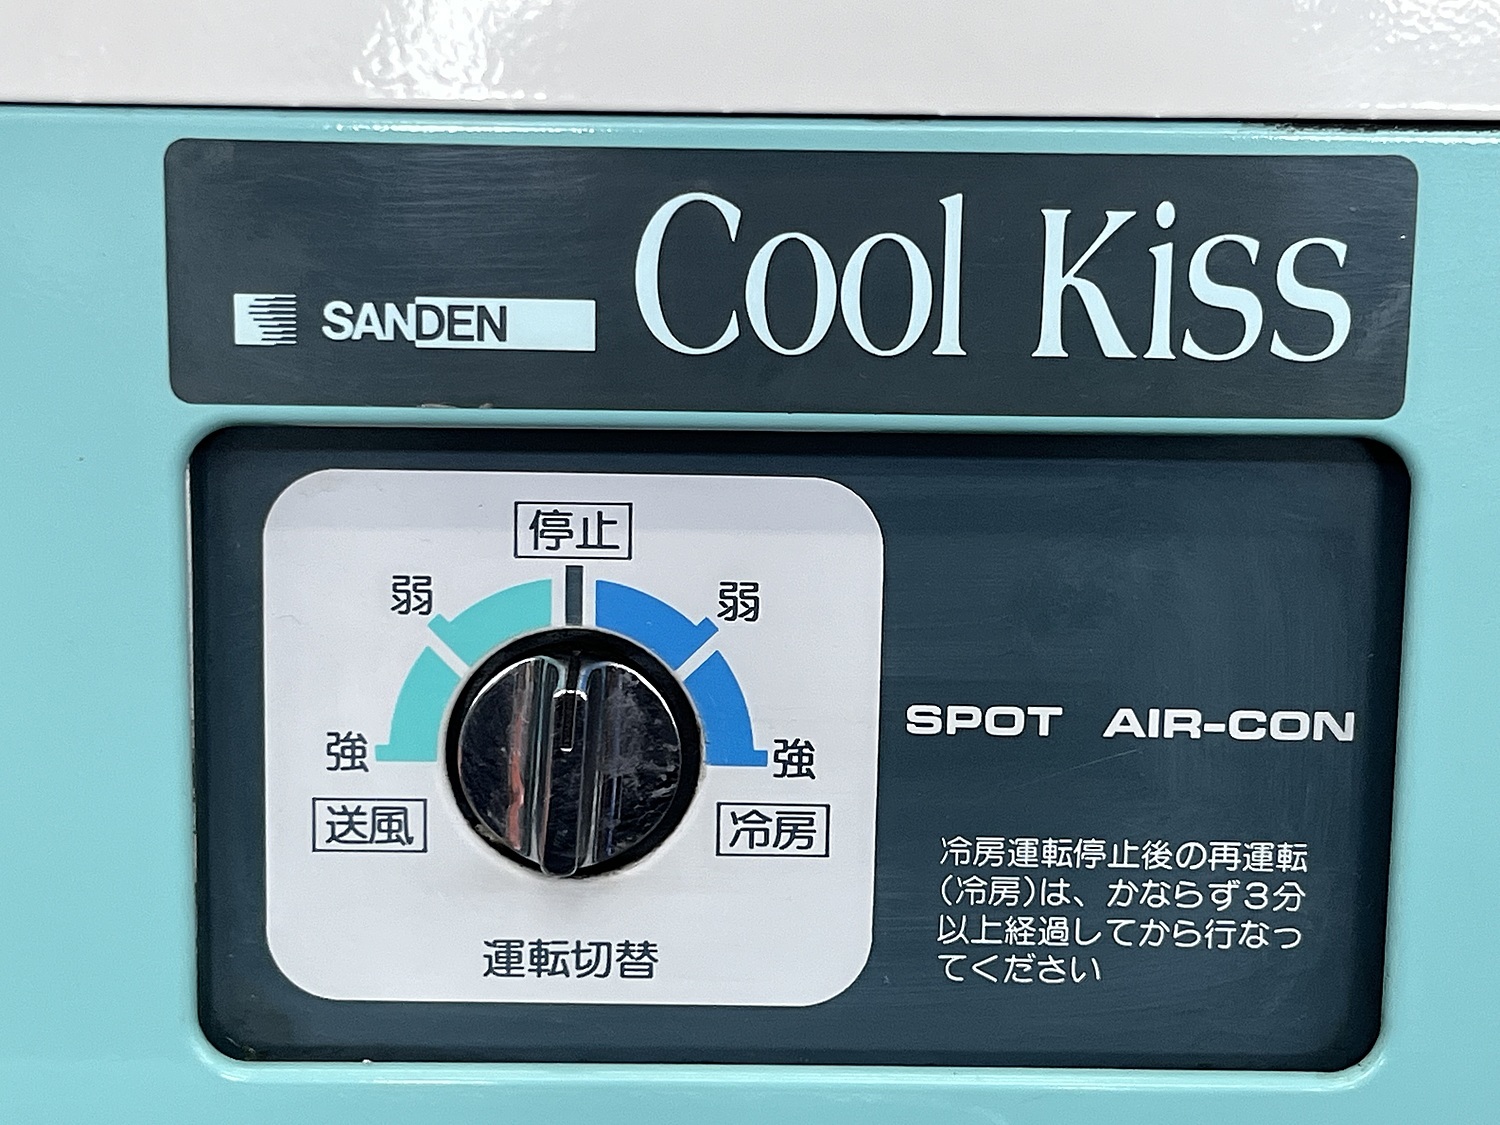 SANDEN Cool Kiss
停止
弱 弱
強 強
送風 冷房
運転切替
SPOT AIR-CON
冷房運転停止後の再運転
(冷房)は、かならず3分
以上経過してから行なっ
てください